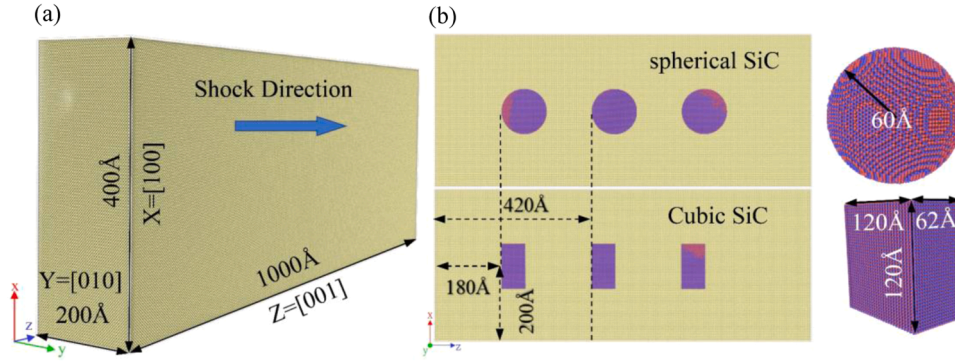 (a)
Shock Direction
400Å
X=[100]
Y=[010]
200Å
1000Å
Z=[001]
x
z
y
(b)
spherical SiC
60Å
420Å
Cubic SiC
180Å
200Å
120Å
62Å
120Å
x
y
z